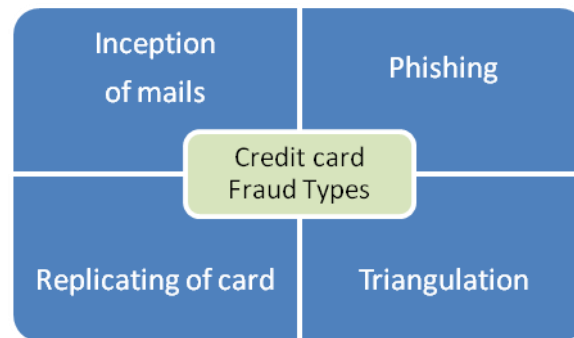 Inception
of mails
Phishing
Credit card
Fraud Types
Replicating of card
Triangulation